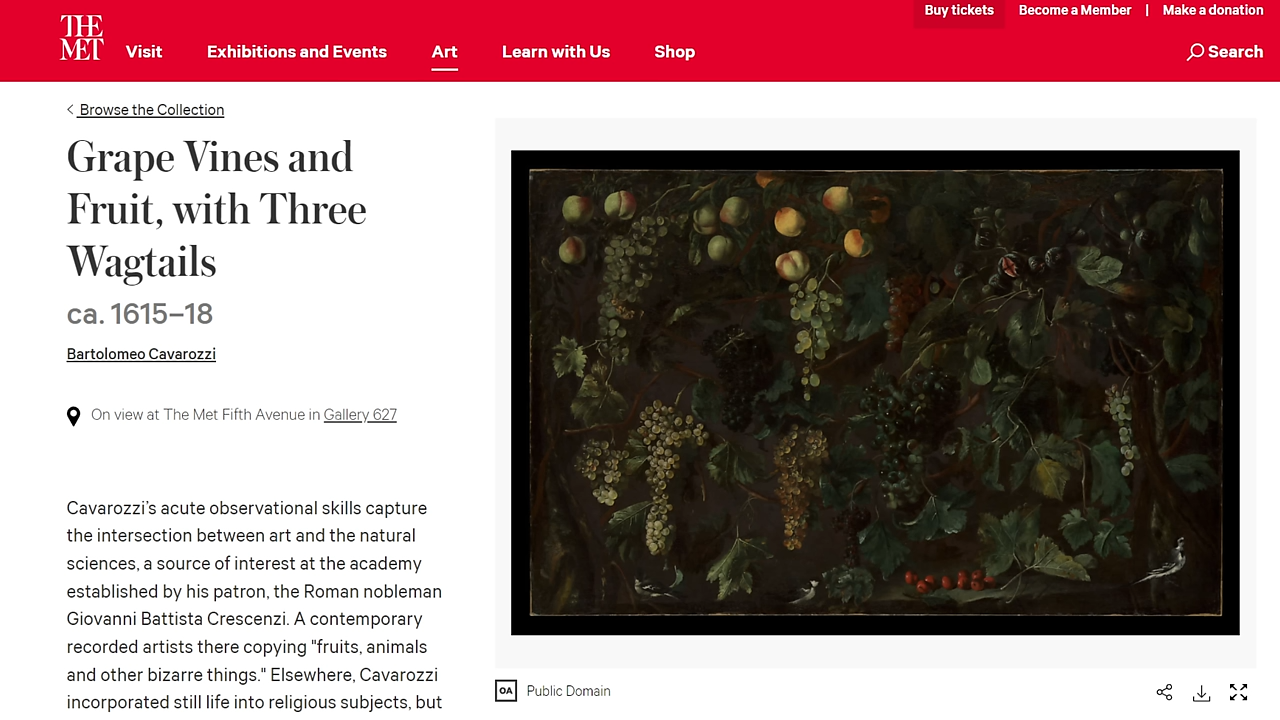 Buy tickets Become a Member | Make a donation
THE
MET
Visit Exhibitions and Events Art Learn with Us Shop Search
Browse the Collection
Grape Vines and
Fruit, with Three
Wagtails
ca. 1615–18
Bartolomeo Cavarozzi
On view at The Met Fifth Avenue in Gallery 627
Cavarozzi’s acute observational skills capture
the intersection between art and the natural
sciences, a source of interest at the academy
established by his patron, the Roman nobleman
Giovanni Battista Crescenzi. A contemporary
recorded artists there copying "fruits, animals
and other bizarre things." Elsewhere, Cavarozzi
incorporated still life into religious subjects, but
OA Public Domain